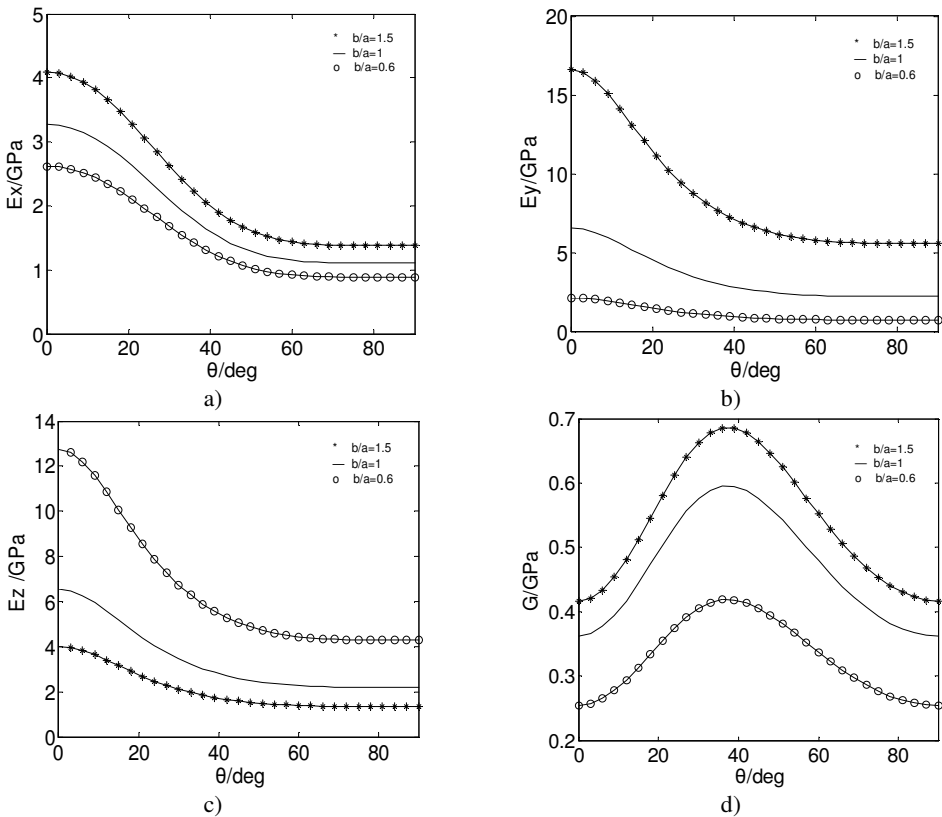 5
4
3
2
1
0
Ex/GPa
* b/a=1.5
— b/a=1
o b/a=0.6
0 20 40 60 80
θ/deg
a)
20
15
10
5
0
Ey/GPa
* b/a=1.5
— b/a=1
o b/a=0.6
0 20 40 60 80
θ/deg
b)
14
12
10
8
6
4
2
0
Ez /GPa
* b/a=1.5
— b/a=1
o b/a=0.6
0 20 40 60 80
θ/deg
c)
0.7
0.6
0.5
0.4
0.3
0.2
G/GPa
* b/a=1.5
— b/a=1
o b/a=0.6
0 20 40 60 80
θ/deg
d)